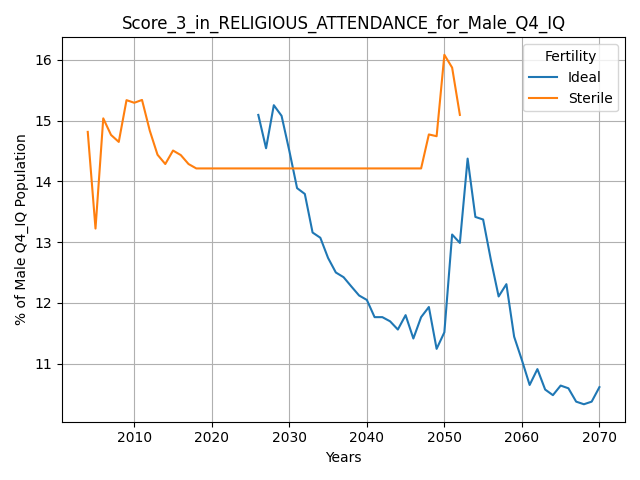 Score_3_in_RELIGIOUS_ATTENDANCE_for_Male_Q4_IQ
% of Male Q4_IQ Population
16
15
14
13
12
11
Fertility
Ideal
Sterile
2010 2020 2030 2040 2050 2060 2070
Years